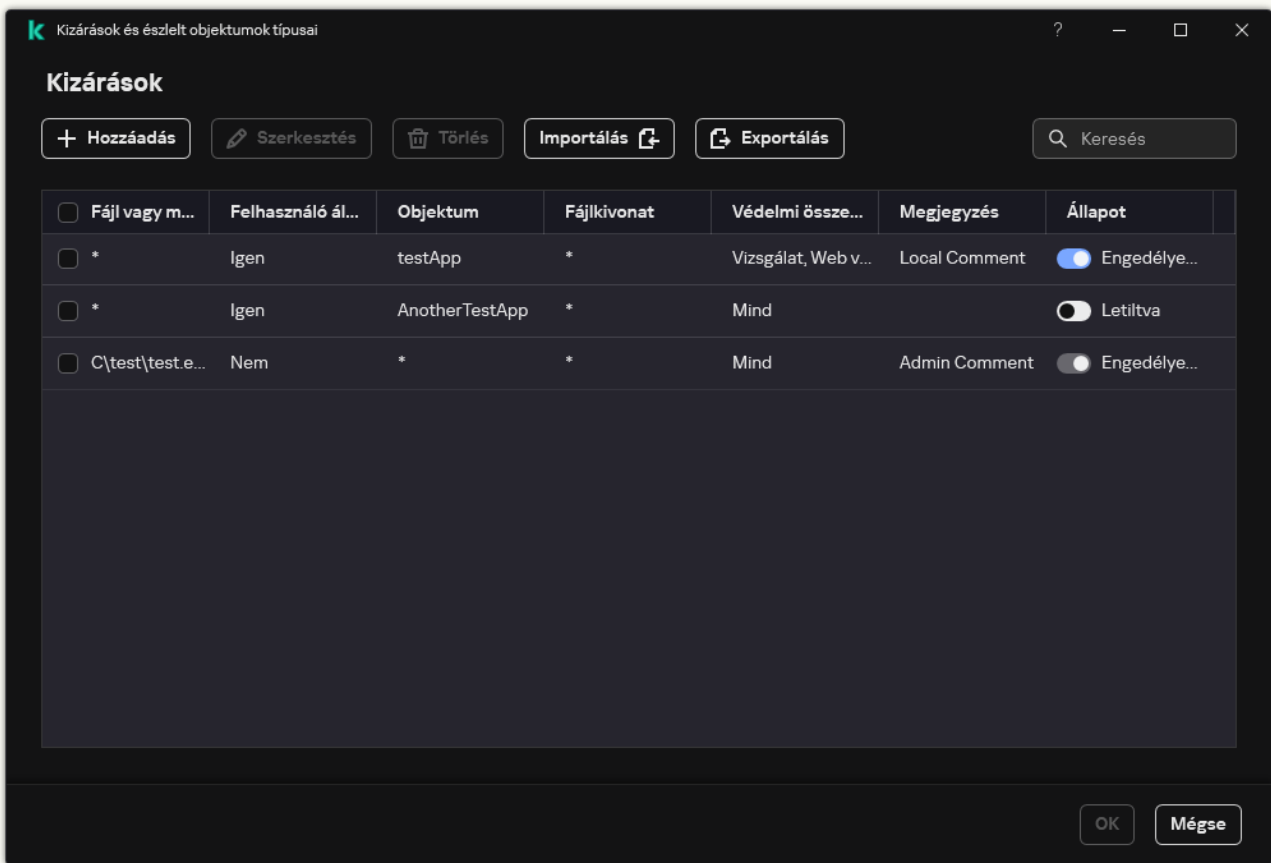 Kizárások és észlelt objektumok típusai
Kizárások
Hozzáadás Szerkesztés Törlés Importálás Exportálás Keresés
Fájl vagy m... Felhasználó ál... Objektum Fájlkivonat Védelmi össze... Megjegyzés Állapot
* Igen testApp * Vizsgálat, Web v... Local Comment Engedélye...
* Igen AnotherTestApp * Mind Letiltva
C\test\test.e... Nem * * Mind Admin Comment Engedélye...
OK Mégse